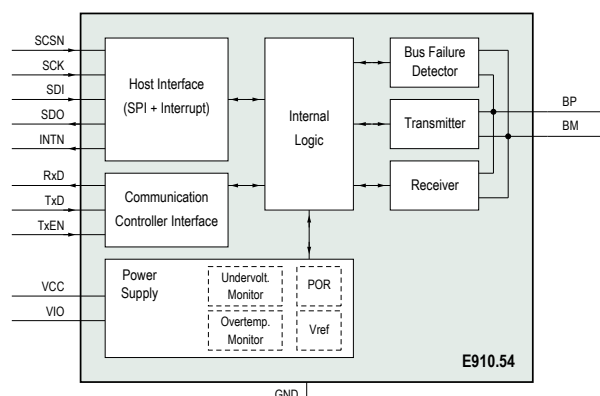 SCSN
SCK
SDI
SDO
INTN
RxD
TxD
TxEN
VCC
VIO
Host Interface
(SPI + Interrupt)
Communication
Controller Interface
Internal
Logic
Bus Failure
Detector
Transmitter
Receiver
BP
BM
Power
Supply
Undervolt.
Monitor
POR
Overtemp.
Monitor
Vref
E910.54
GND